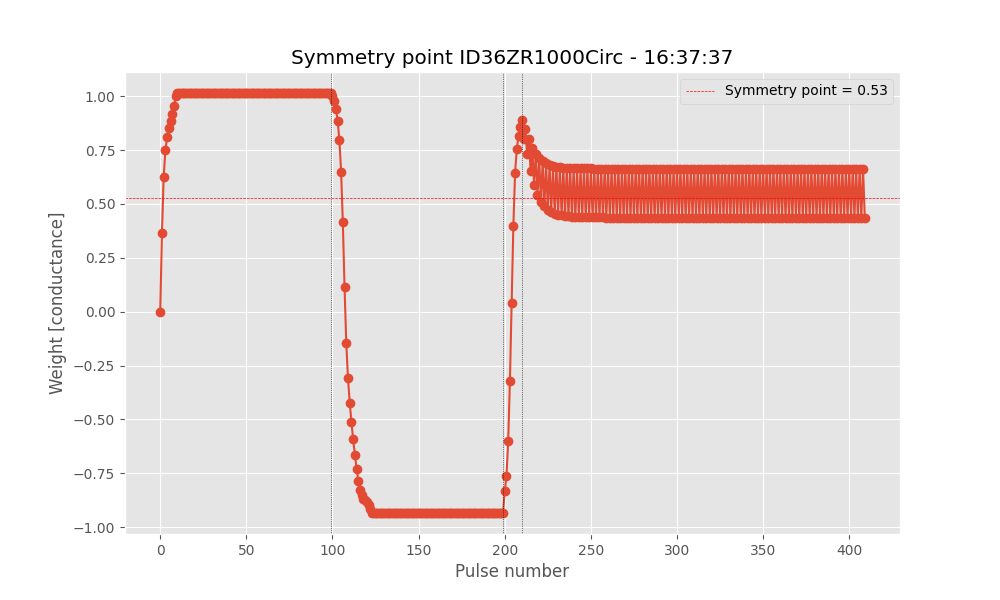 Symmetry point ID36ZR1000Circ - 16:37:37
Symmetry point = 0.53
Weight [conductance]
1.00
0.75
0.50
0.25
0.00
−0.25
−0.50
−0.75
−1.00
0 50 100 150 200 250 300 350 400
Pulse number